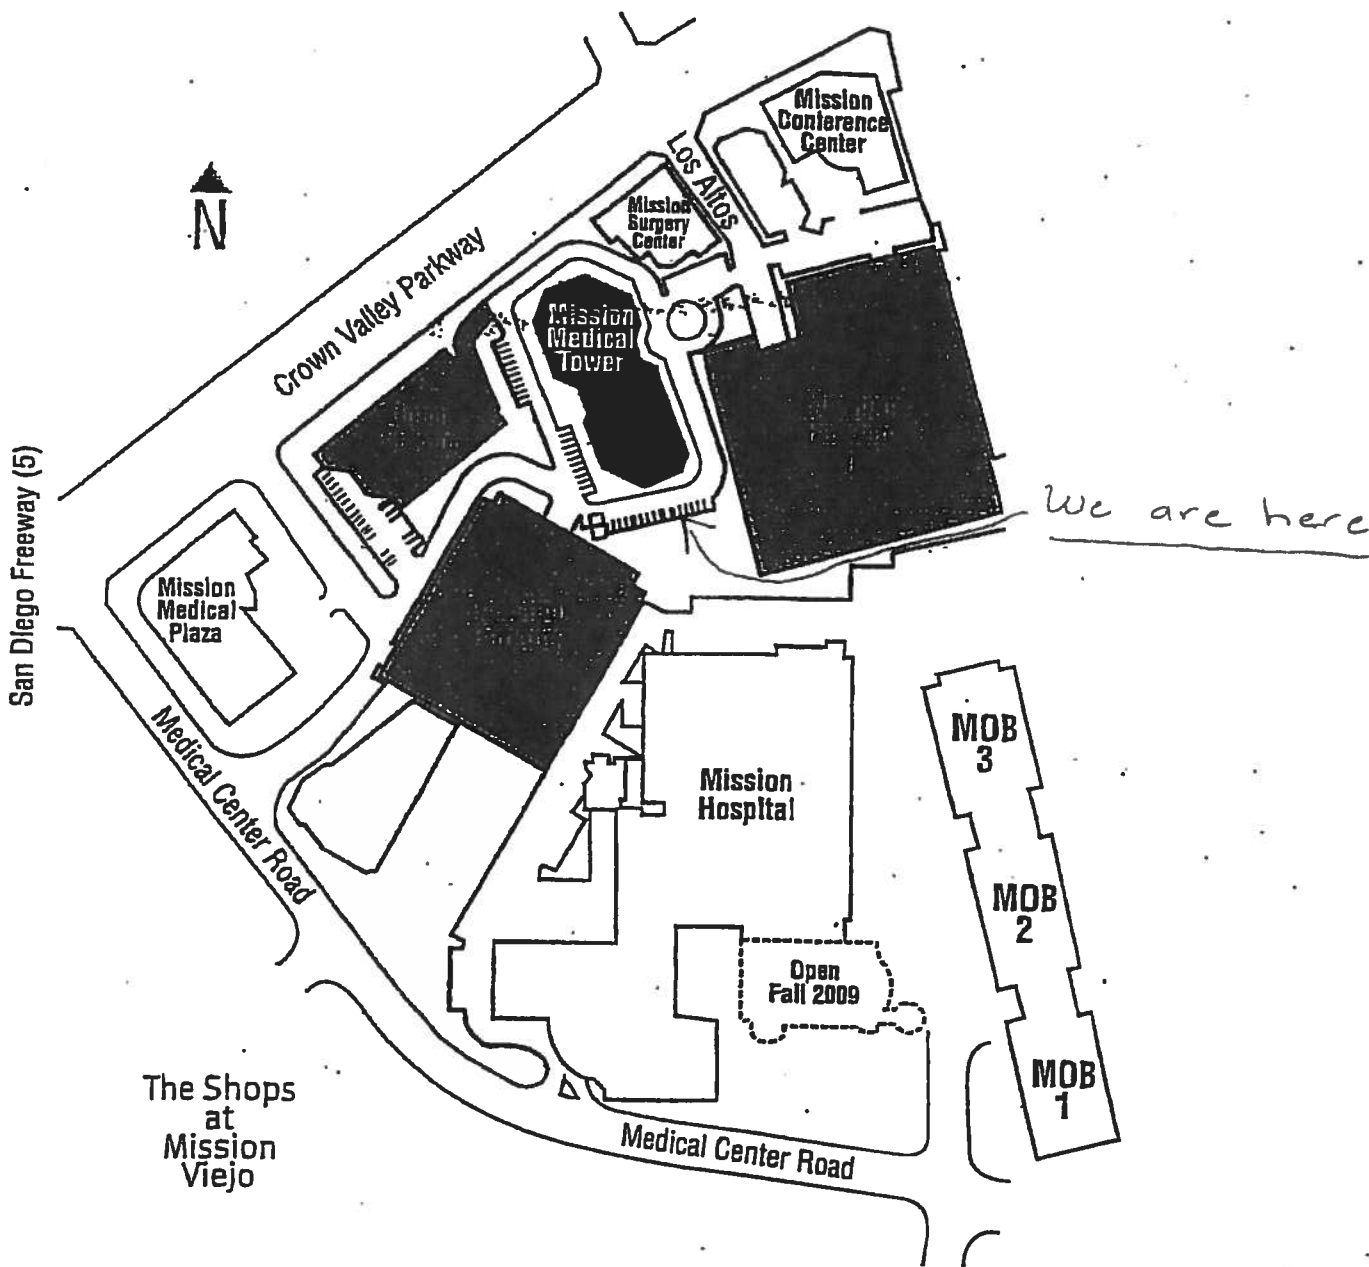 Mission
Conference
Center
Los Altos
Mission
Surgery
Center
N
Crown Valley Parkway
Mission
Medical
Tower
San Diego Freeway (5)
We are here
Mission
Medical
Plaza
Medical Center Road
Mission
Hospital
MOB
3
MOB
2
Open
Fall 2009
MOB
1
The Shops
at
Mission
Viejo
Medical Center Road